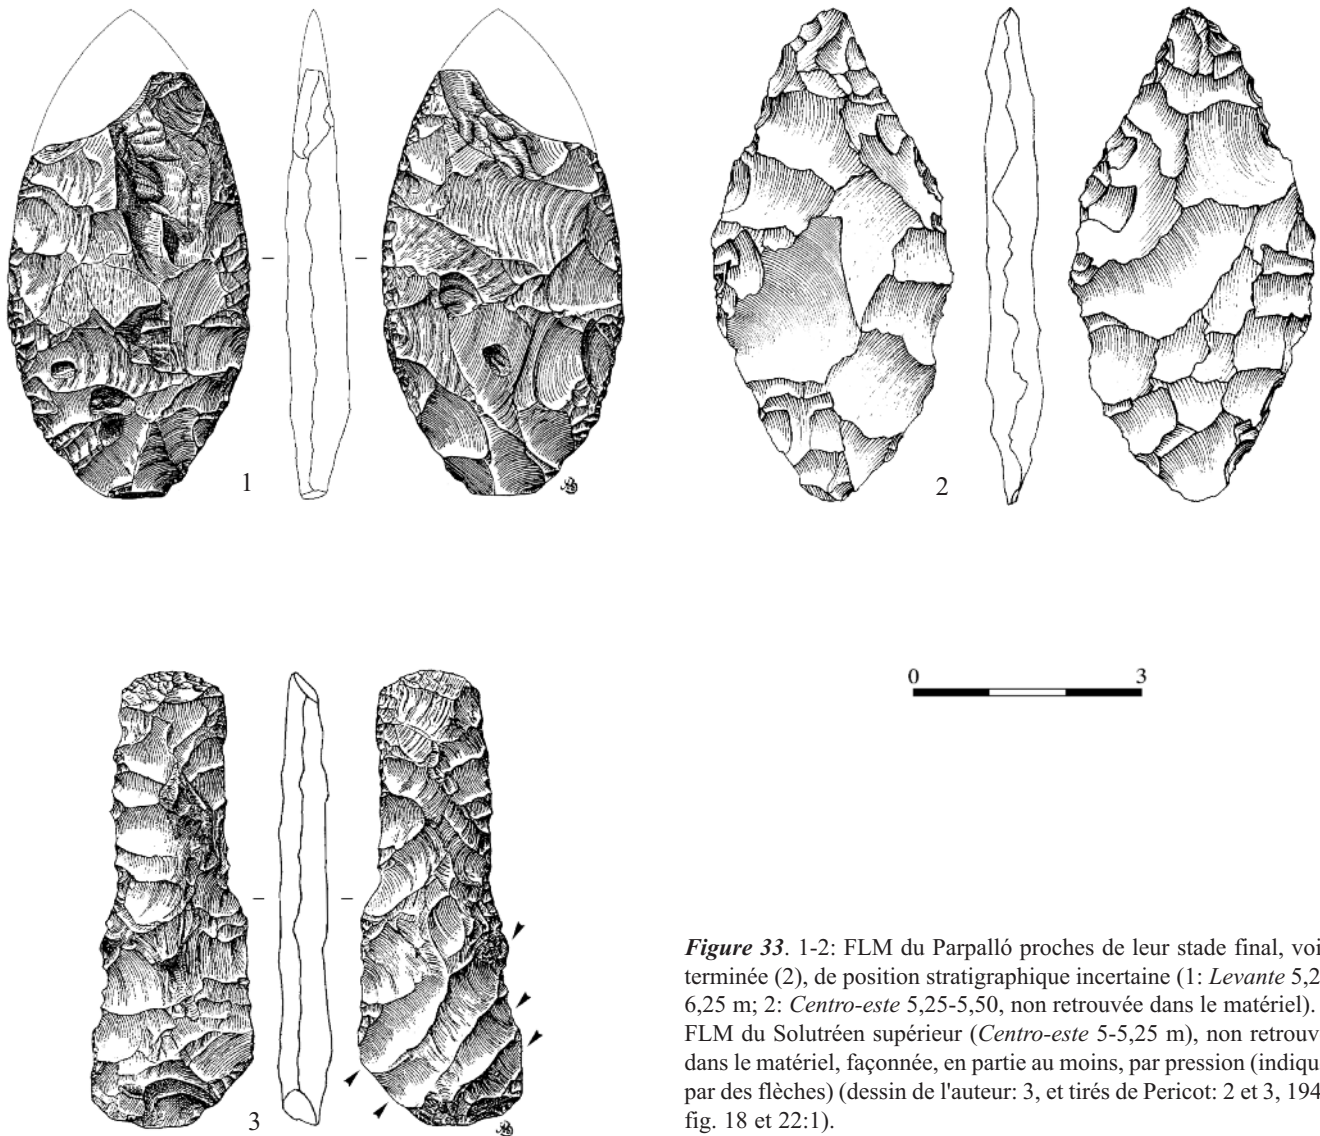 1
2
3
0 3
Figure 33. 1-2: FLM du Parpalló proches de leur stade final, voi
terminée (2), de position stratigraphique incertaine (1: Levante 5,2
6,25 m; 2: Centro-este 5,25-5,50, non retrouvée dans le matériel).
FLM du Solutréen supérieur (Centro-este 5-5,25 m), non retrouv
dans le matériel, façonnée, en partie au moins, par pression (indiqu
par des flèches) (dessin de l'auteur: 3, et tirés de Pericot: 2 et 3, 194
fig. 18 et 22:1).